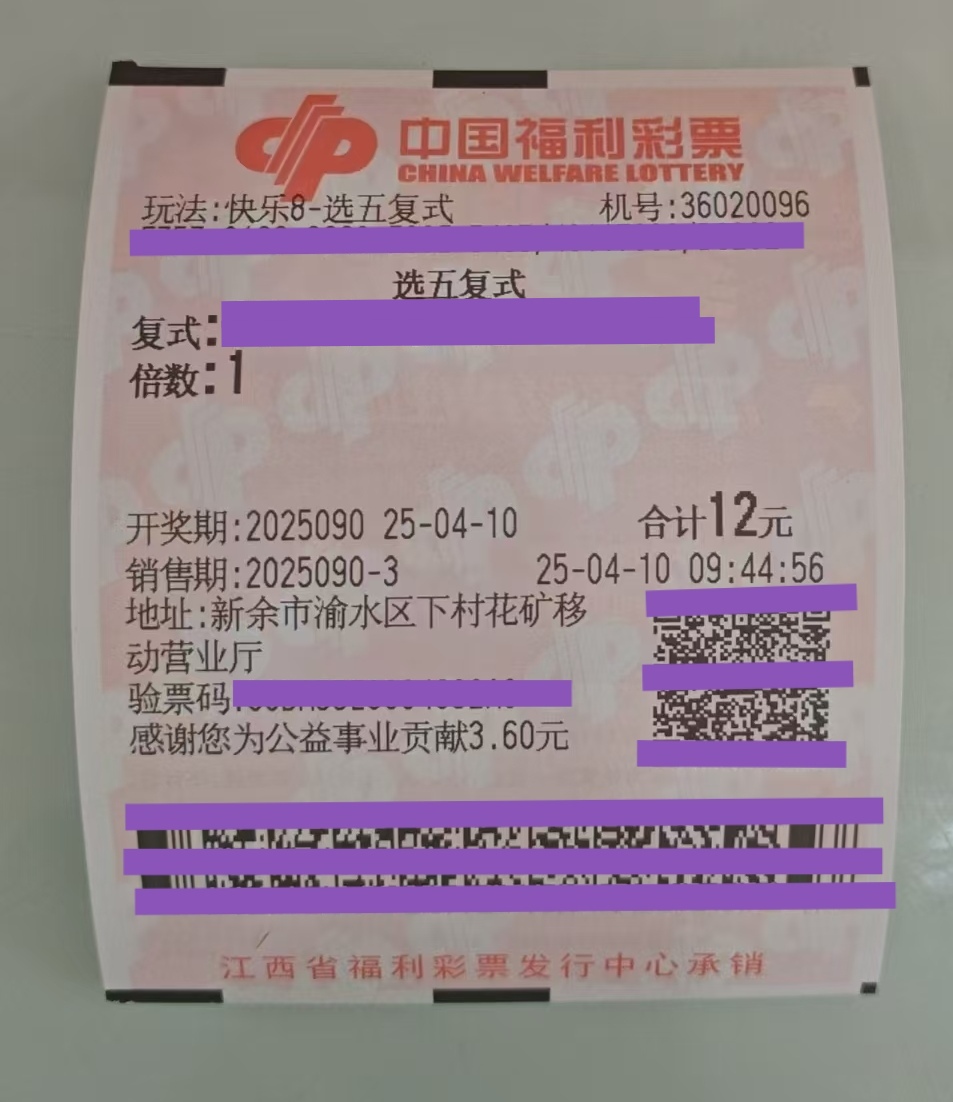 中国福利彩票
CHINA WELFARE LOTTERY
玩法:快乐8-选五复式 机号:36020096
选五复式
复式:
倍数:1
开奖期:2025090 25-04-10 合计12元
销售期:2025090-3 25-04-10 09:44:56
地址:新余市渝水区下村花矿移
动营业厅
验票码
感谢您为公益事业贡献3.60元
江西省福利彩票发行中心承销